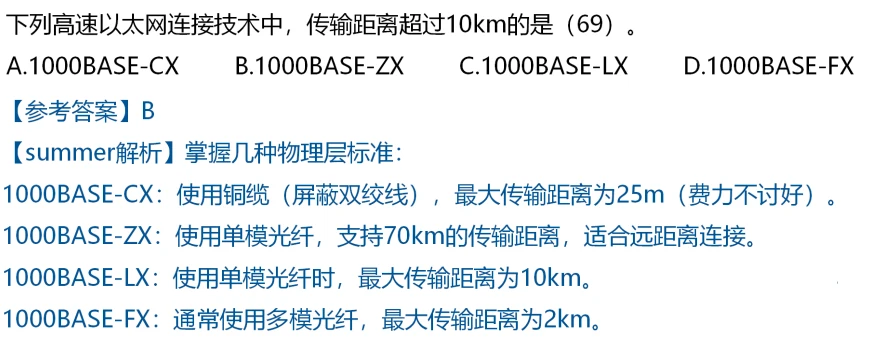 下列高速以太网连接技术中，传输距离超过10km的是（69）。
A.1000BASE-CX B.1000BASE-ZX C.1000BASE-LX D.1000BASE-FX
【参考答案】B
【summer解析】掌握几种物理层标准：
1000BASE-CX：使用铜缆（屏蔽双绞线），最大传输距离为25m（费力不讨好）。
1000BASE-ZX：使用单模光纤，支持70km的传输距离，适合远距离连接。
1000BASE-LX：使用单模光纤时，最大传输距离为10km。
1000BASE-FX：通常使用多模光纤，最大传输距离为2km。